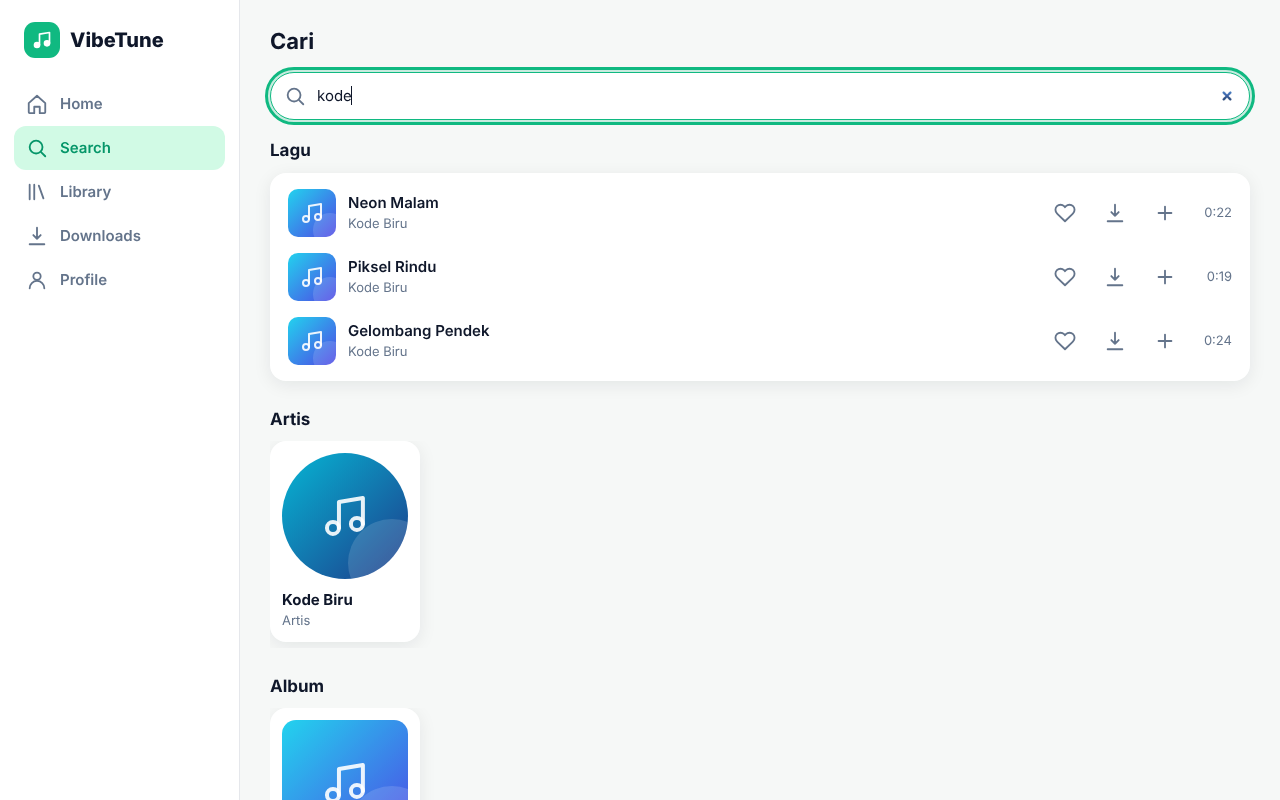 VibeTune
Home
Search
Library
Downloads
Profile
Cari
kode
Lagu
Neon Malam
Kode Biru
0:22
Piksel Rindu
Kode Biru
0:19
Gelombang Pendek
Kode Biru
0:24
Artis
Kode Biru
Artis
Album